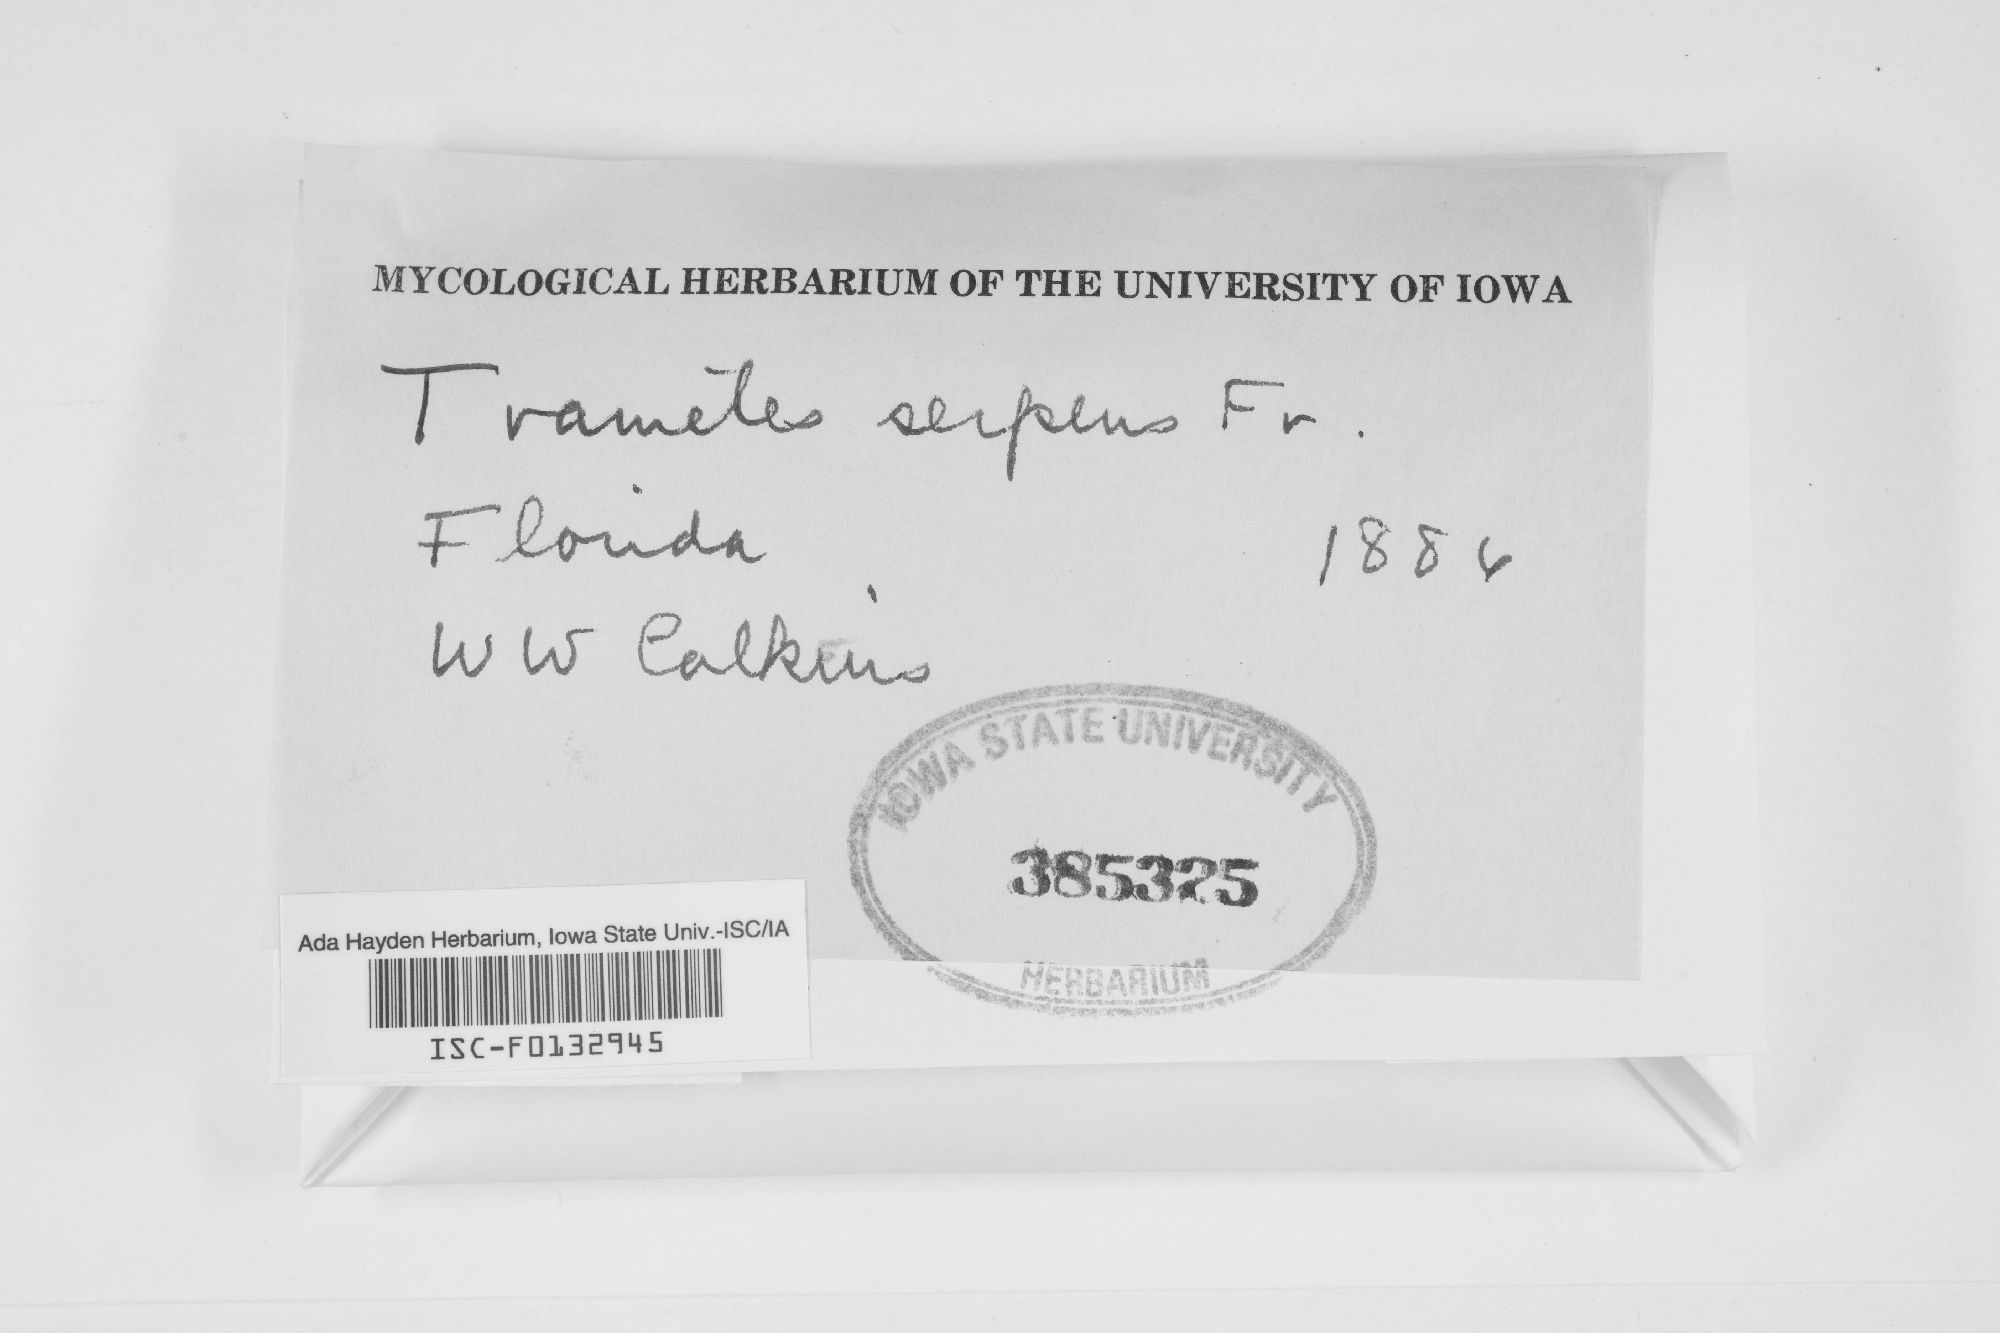 MYCOLOGICAL HERBARIUM OF THE UNIVERSITY OF IOWA
Trametes serpens Fr.
Florida 1886
W W Calkins
IOWA STATE UNIVERSITY
385325
HERBARIUM
Ada Hayden Herbarium, Iowa State Univ.-ISC/IA
ISC-F0132945